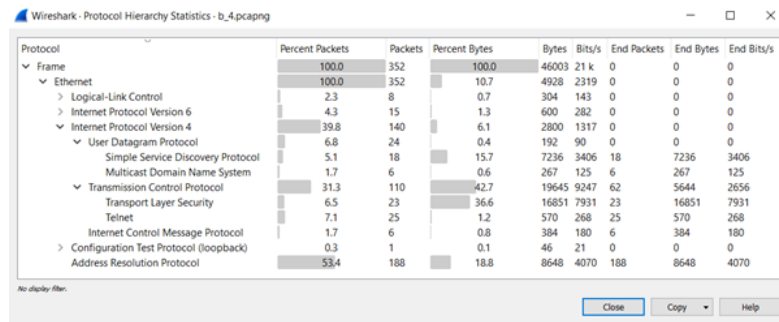 Wireshark · Protocol Hierarchy Statistics · b_4.pcapng
Protocol Percent Packets Packets Percent Bytes Bytes Bits/s End Packets End Bytes End Bits/s
Frame 100.0 352 100.0 46003 21 k 0 0 0
Ethernet 100.0 352 10.7 4928 2319 0 0 0
Logical-Link Control 2.3 8 0.7 304 143 0 0 0
Internet Protocol Version 6 4.3 15 1.3 600 282 0 0 0
Internet Protocol Version 4 39.8 140 6.1 2800 1317 0 0 0
User Datagram Protocol 6.8 24 0.4 192 90 0 0 0
Simple Service Discovery Protocol 5.1 18 15.7 7236 3406 18 7236 3406
Multicast Domain Name System 1.7 6 0.6 267 125 6 267 125
Transmission Control Protocol 31.3 110 42.7 19645 9247 62 5644 2656
Transport Layer Security 6.5 23 36.6 16851 7931 23 16851 7931
Telnet 7.1 25 1.2 570 268 25 570 268
Internet Control Message Protocol 1.7 6 0.8 384 180 6 384 180
Configuration Test Protocol (loopback) 0.3 1 0.1 46 21 0 0 0
Address Resolution Protocol 53.4 188 18.8 8648 4070 188 8648 4070
No display filter.
Close Copy Help